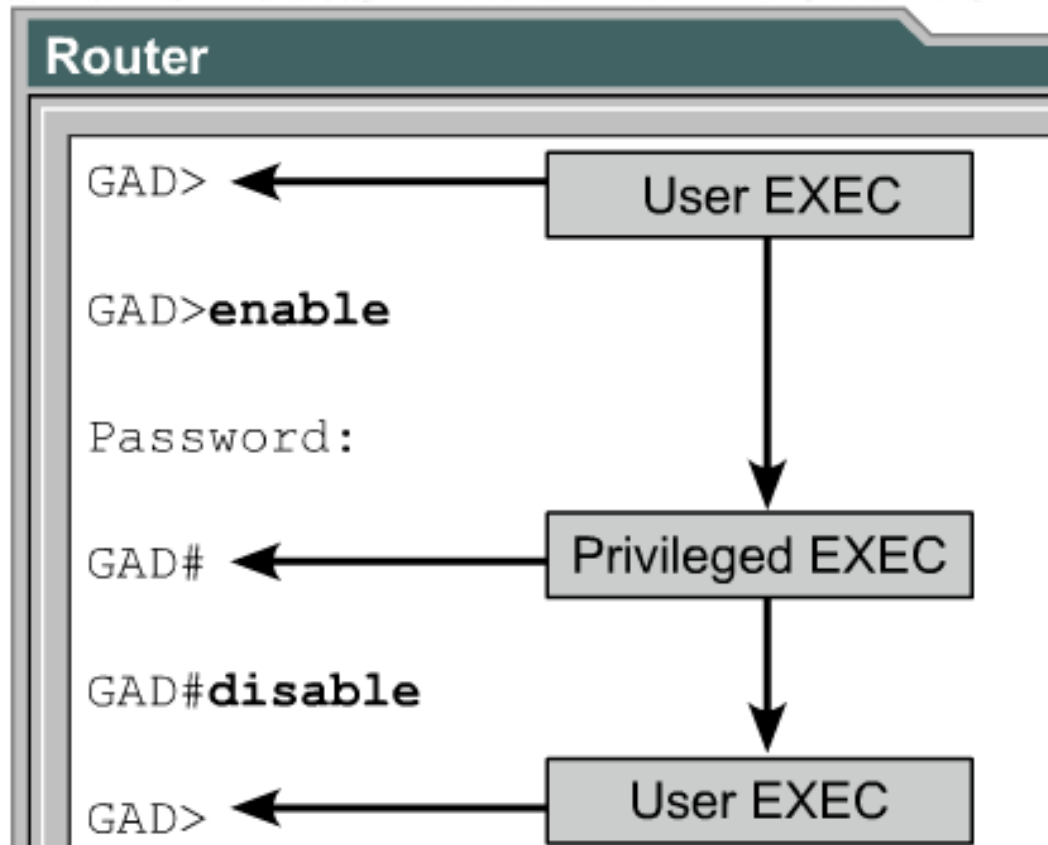 Router
GAD>
User EXEC
GAD>enable
Password:
GAD#
Privileged EXEC
GAD#disable
GAD>
User EXEC